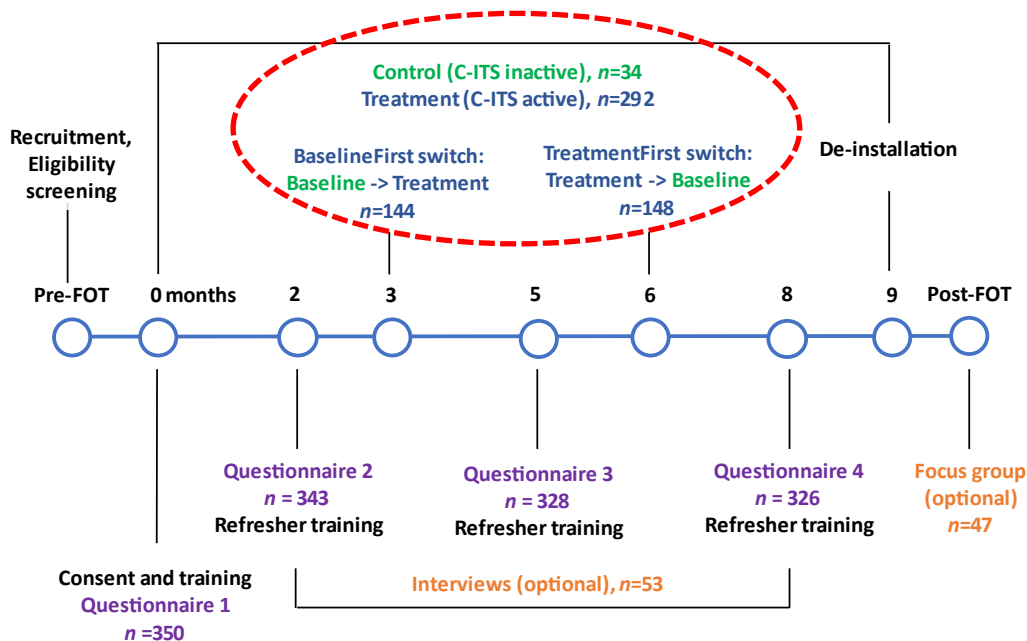 Control (C-ITS inactive), n=34
Treatment (C-ITS active), n=292
Recruitment,
Eligibility
screening
BaselineFirst switch:
Baseline -> Treatment
n=144
TreatmentFirst switch:
Treatment -> Baseline
n=148
De-installation
Pre-FOT
0 months
2
3
5
6
8
9
Post-FOT
Questionnaire 2
n = 343
Refresher training
Questionnaire 3
n = 328
Refresher training
Questionnaire 4
n = 326
Refresher training
Focus group
(optional)
n=47
Consent and training
Questionnaire 1
n =350
Interviews (optional), n=53